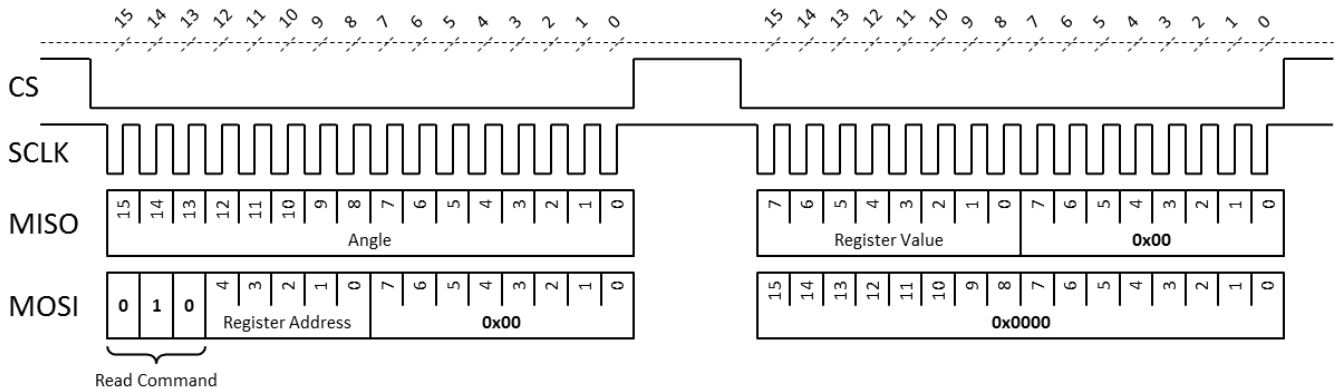 15 14 13 12 11 10 9 8 7 6 5 4 3 2 1 0 15 14 13 12 11 10 9 8 7 6 5 4 3 2 1 0
CS
SCLK
MISO 15 14 13 12 11 10 9 8 7 6 5 4 3 2 1 0 7 6 5 4 3 2 1 0 7 6 5 4 3 2 1 0
Angle Register Value 0x00
MOSI 0 1 0 4 3 2 1 0 7 6 5 4 3 2 1 0 15 14 13 12 11 10 9 8 7 6 5 4 3 2 1 0
Register Address 0x00 0x0000
Read Command